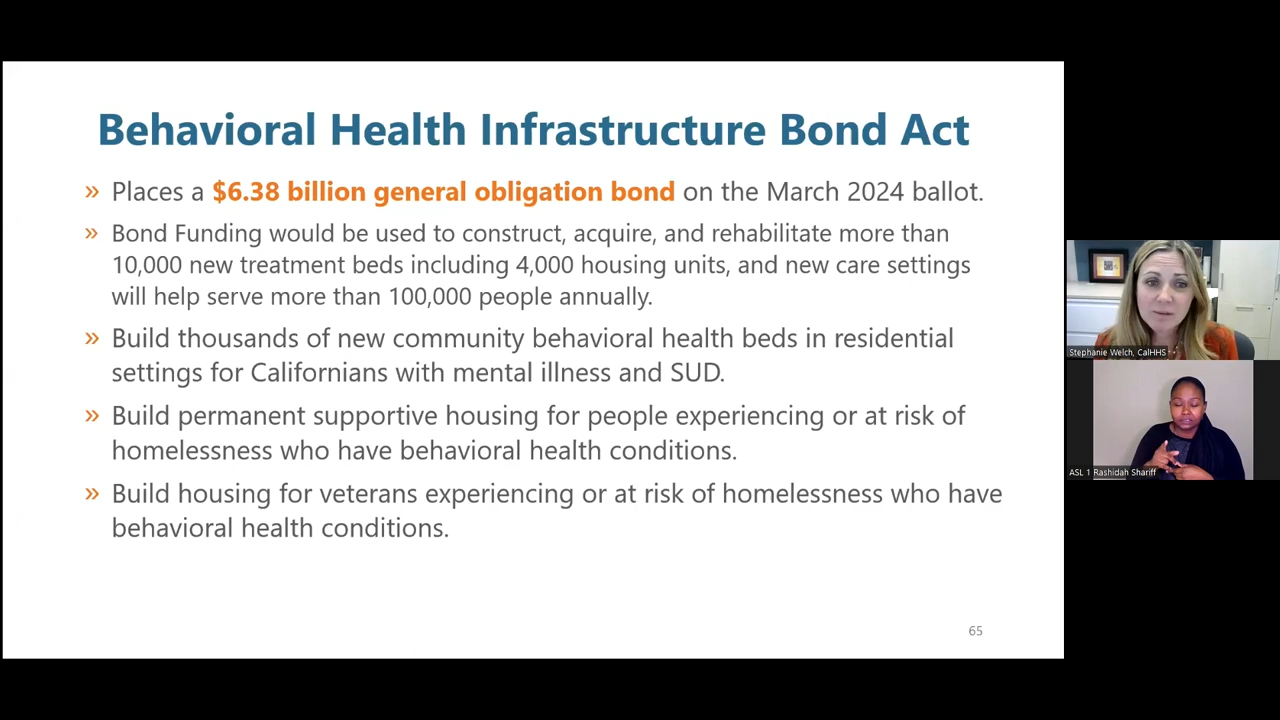 Behavioral Health Infrastructure Bond Act
» Places a $6.38 billion general obligation bond on the March 2024 ballot.
» Bond Funding would be used to construct, acquire, and rehabilitate more than
10,000 new treatment beds including 4,000 housing units, and new care settings
will help serve more than 100,000 people annually.
» Build thousands of new community behavioral health beds in residential
settings for Californians with mental illness and SUD.
» Build permanent supportive housing for people experiencing or at risk of
homelessness who have behavioral health conditions.
» Build housing for veterans experiencing or at risk of homelessness who have
behavioral health conditions.
65
Stephanie Welch, CalHHS
ASL 1 Rashidah Shariff